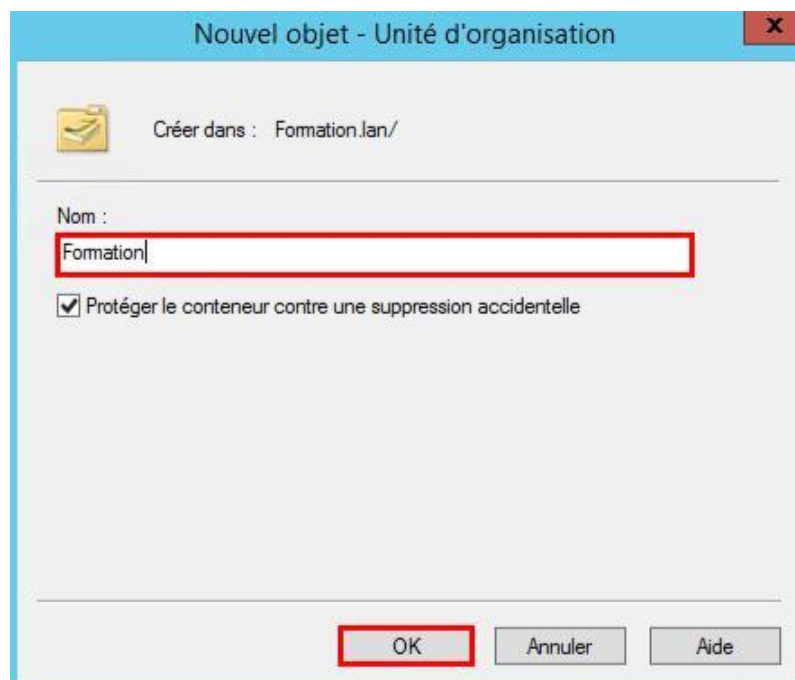 Nouvel objet - Unité d'organisation
x
Créer dans : Formation.lan/
Nom :
Formation
Protéger le conteneur contre une suppression accidentelle
OK Annuler Aide